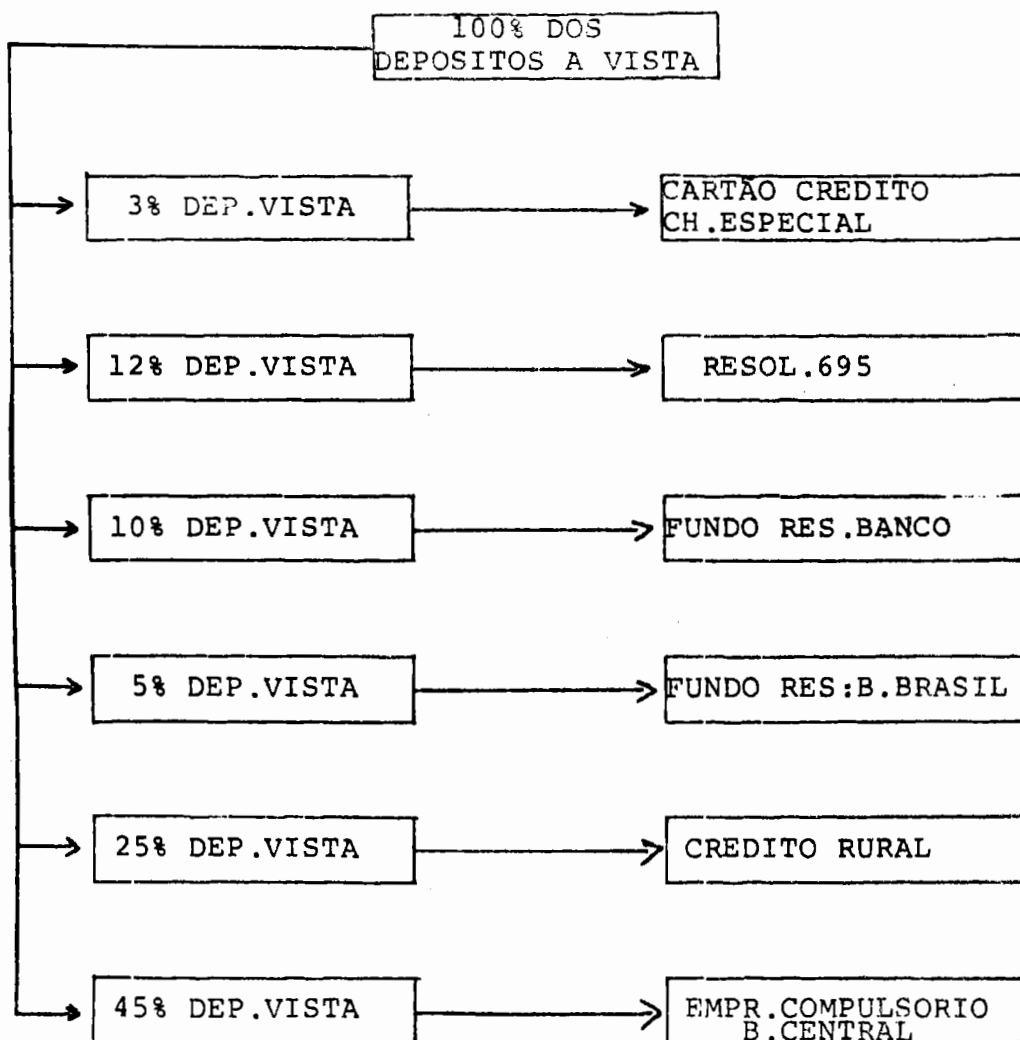 100% DOS
DEPOSITOS A VISTA
3% DEP.VISTA
CARTÃO CREDITO
CH.ESPECIAL
12% DEP.VISTA
RESOL.695
10% DEP.VISTA
FUNDO RES.BANCO
5% DEP.VISTA
FUNDO RES:B.BRASIL
25% DEP.VISTA
CREDITO RURAL
45% DEP.VISTA
EMPR.COMPULSORIO
B.CENTRAL